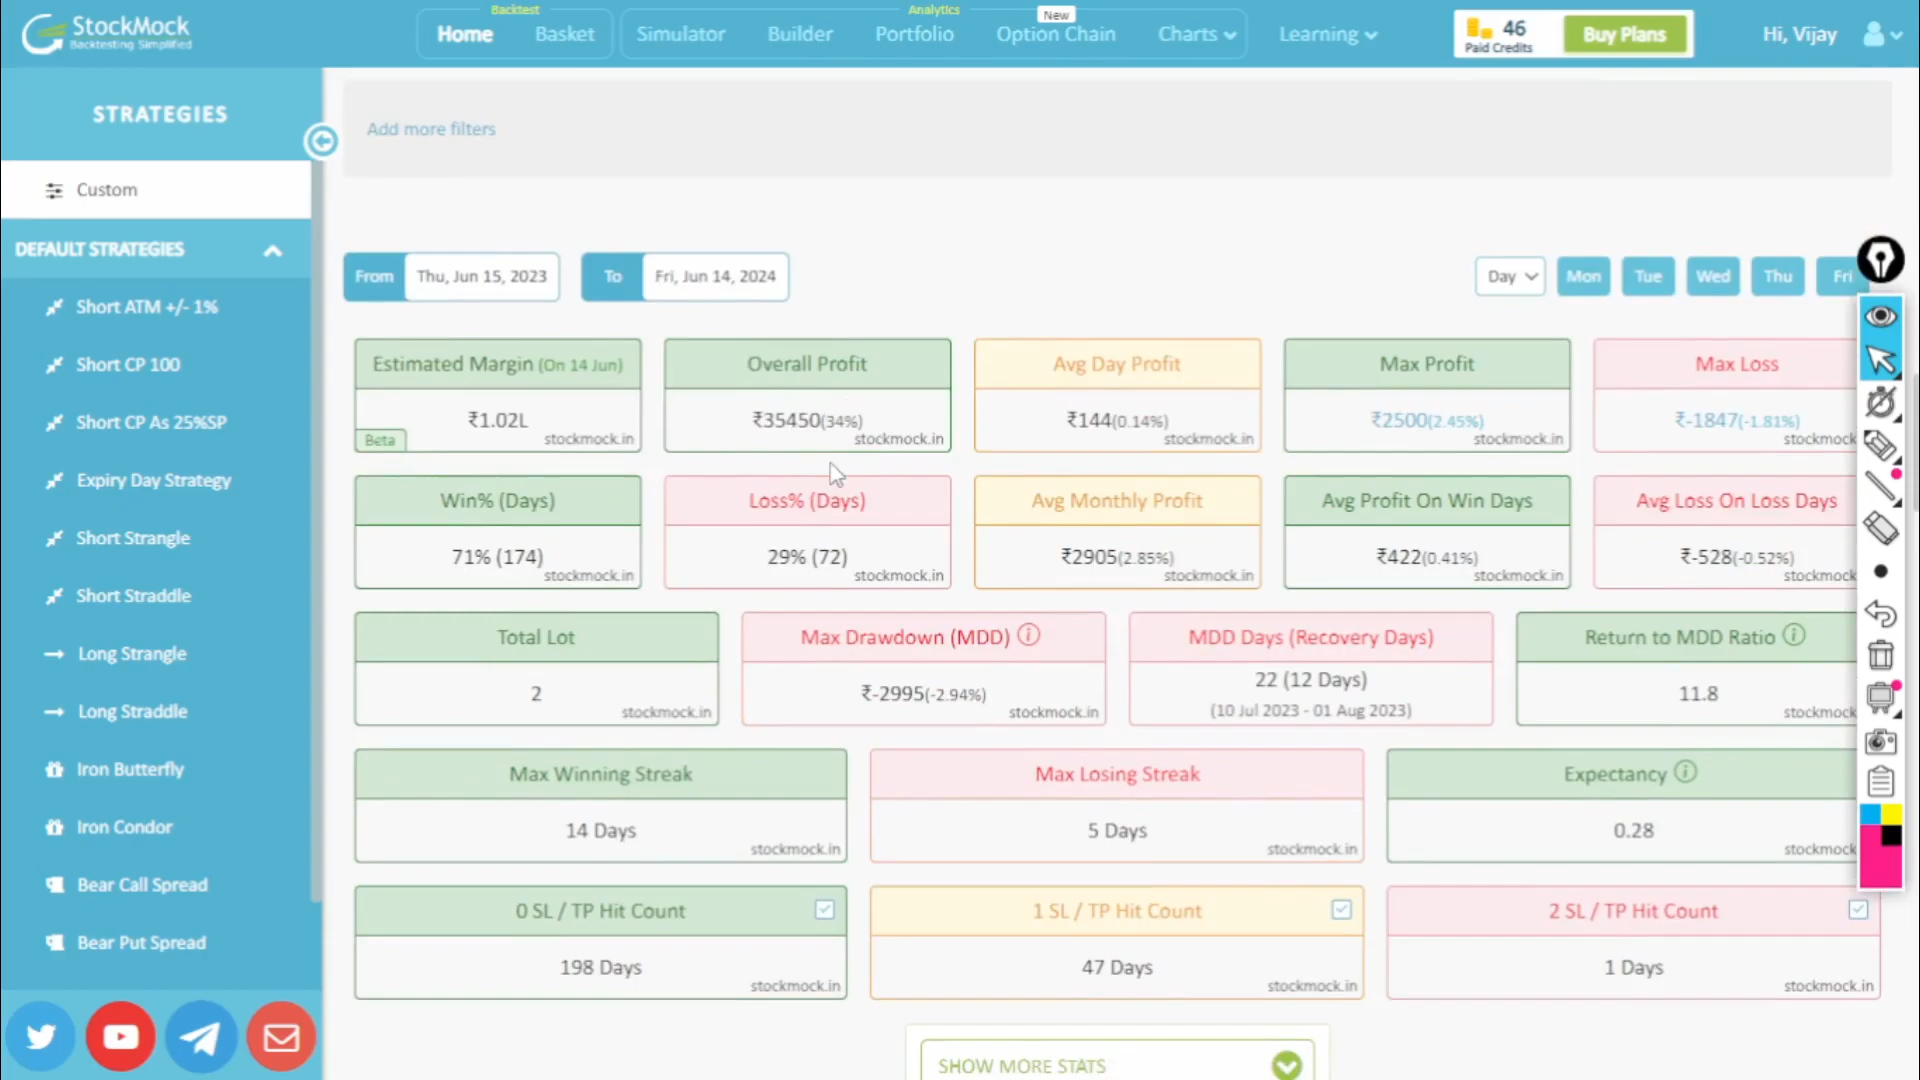 StockMock
Backtesting Simplified
Backtest
Home
Basket
Analytics
Simulator
Builder
Portfolio
New
Option Chain
Charts
Learning
46
Paid Credits
Buy Plans
Hi, Vijay
STRATEGIES
Custom
DEFAULT STRATEGIES
Short ATM +/- 1%
Short CP 100
Short CP As 25%SP
Expiry Day Strategy
Short Strangle
Short Straddle
Long Strangle
Long Straddle
Iron Butterfly
Iron Condor
Bear Call Spread
Bear Put Spread
Add more filters
From
Thu, Jun 15, 2023
To
Fri, Jun 14, 2024
Day
Mon
Tue
Wed
Thu
Fri
Estimated Margin (On 14 Jun)
₹1.02L
Beta
stockmock.in
Overall Profit
₹35450(34%)
stockmock.in
Avg Day Profit
₹144(0.14%)
stockmock.in
Max Profit
₹2500(2.45%)
stockmock.in
Max Loss
₹-1847(-1.81%)
stockmock
Win% (Days)
71% (174)
stockmock.in
Loss% (Days)
29% (72)
stockmock.in
Avg Monthly Profit
₹2905(2.85%)
stockmock.in
Avg Profit On Win Days
₹422(0.41%)
stockmock.in
Avg Loss On Loss Days
₹-528(-0.52%)
stockmock
Total Lot
2
stockmock.in
Max Drawdown (MDD)
₹-2995(-2.94%)
stockmock.in
MDD Days (Recovery Days)
22 (12 Days)
(10 Jul 2023 - 01 Aug 2023)
Return to MDD Ratio
11.8
stockmock
Max Winning Streak
14 Days
stockmock.in
Max Losing Streak
5 Days
stockmock.in
Expectancy
0.28
stockmock
0 SL / TP Hit Count
198 Days
stockmock.in
1 SL / TP Hit Count
47 Days
stockmock.in
2 SL / TP Hit Count
1 Days
stockmock.in
SHOW MORE STATS